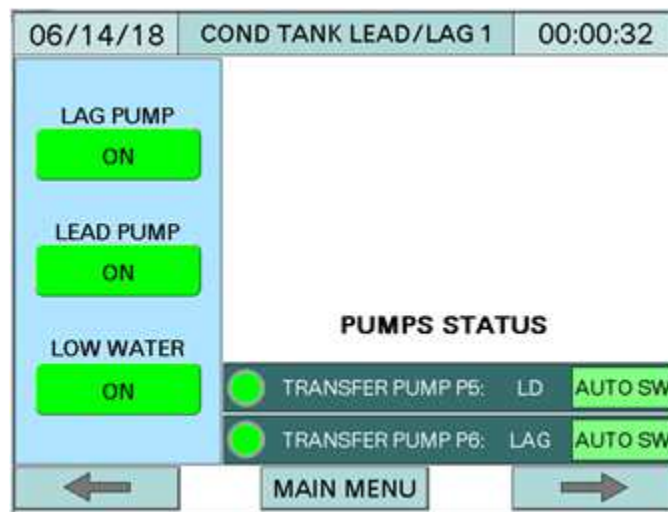 06/14/18 COND TANK LEAD/LAG 1 00:00:32
LAG PUMP
ON
LEAD PUMP
ON
LOW WATER
ON
PUMPS STATUS
TRANSFER PUMP P5: LD AUTO SW
TRANSFER PUMP P6: LAG AUTO SW
MAIN MENU